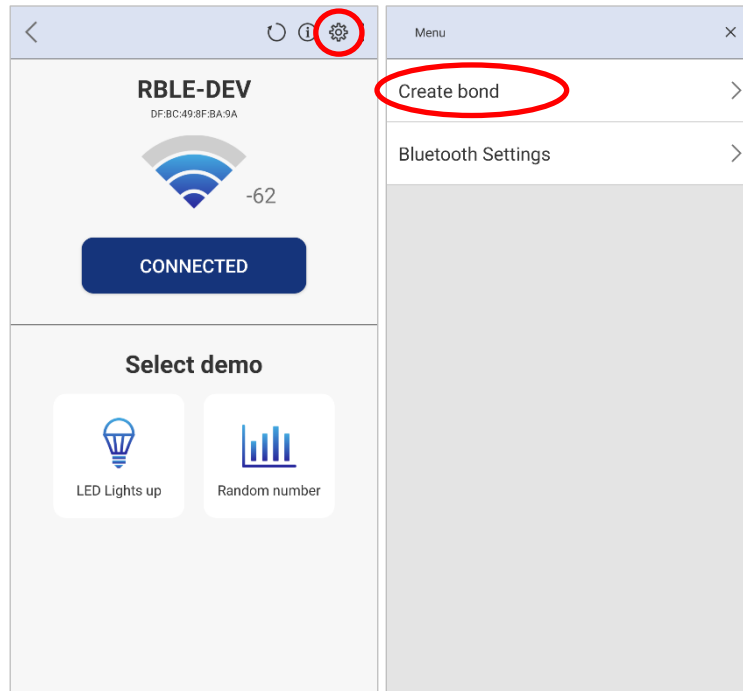 RBLE-DEV
DF:BC:49:8F:BA:9A
-62
CONNECTED
Select demo
LED Lights up
Random number
Menu
Create bond
Bluetooth Settings